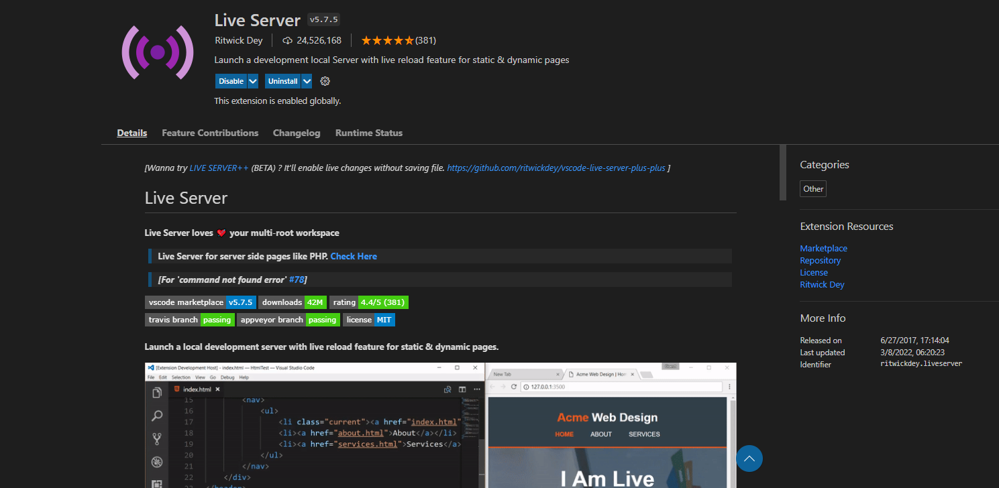 Live Server v5.7.5
Ritwick Dey 24,526,168 (381)
Launch a development local Server with live reload feature for static & dynamic pages
Disable Uninstall
This extension is enabled globally.
Details Feature Contributions Changelog Runtime Status
[Wanna try LIVE SERVER++ (BETA) ? It'll enable live changes without saving file. https://github.com/ritwickdey/vscode-live-server-plus-plus ]
Live Server
Live Server loves your multi-root workspace
Live Server for server side pages like PHP. Check Here
[For 'command not found error' #78]
vscode marketplace v5.7.5 downloads 42M rating 4.4/5 (381)
travis branch passing appveyor branch passing license MIT
Launch a local development server with live reload feature for static & dynamic pages.
[Extension Development Host] - index.html — HtmlTest — Visual Studio Code
File Edit Selection View Go Debug Help
index.html
15 <nav>
16 <ul>
17 <li class="current"><a href="index.html"
18 <li><a href="about.html">About</a></li>
19 <li><a href="services.html">Services</a>
20 </ul>
21 </nav>
22 </div>
New Tab Acme Web Design | Ho
127.0.0.1:3500
Acme Web Design
HOME ABOUT SERVICES
I Am Live
Categories
Other
Extension Resources
Marketplace
Repository
License
Ritwick Dey
More Info
Released on 6/27/2017, 17:14:04
Last updated 3/8/2022, 06:20:23
Identifier ritwickdey.liveserver